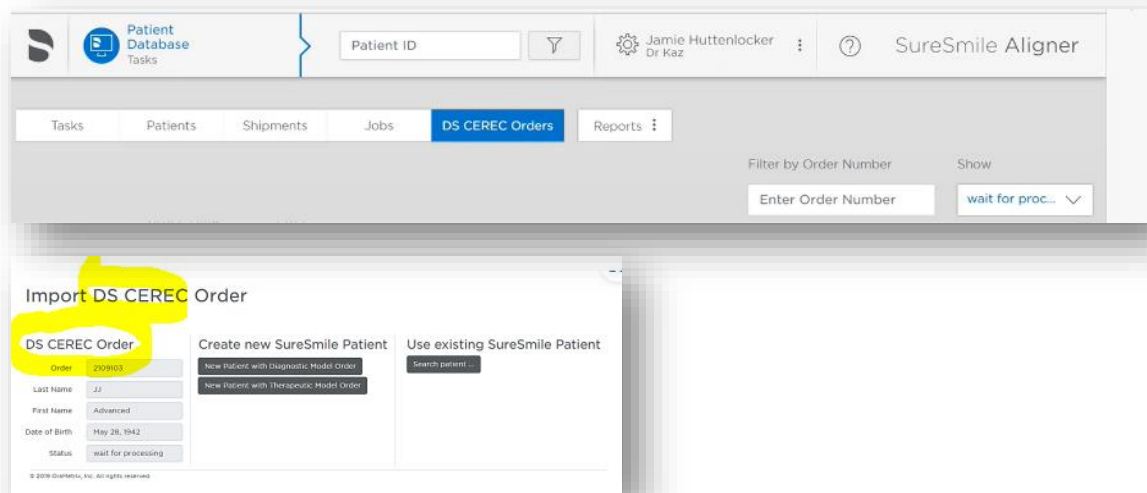 Patient
Database
Tasks
Patient ID
Jamie Huttenlocker
Dr Kaz
SureSmile Aligner
Tasks Patients Shipments Jobs DS CEREC Orders Reports
Filter by Order Number Show
Enter Order Number wait for proc...
Import DS CEREC Order
DS CEREC Order Create new SureSmile Patient Use existing SureSmile Patient
Order 2109103 New Patient with Diagnostic Model Order Search patient ...
Last Name JJ New Patient with Therapeutic Model Order
First Name Advanced
Date of Birth May 28, 1942
Status wait for processing
© 2019 OraMetrix, Inc. All rights reserved.